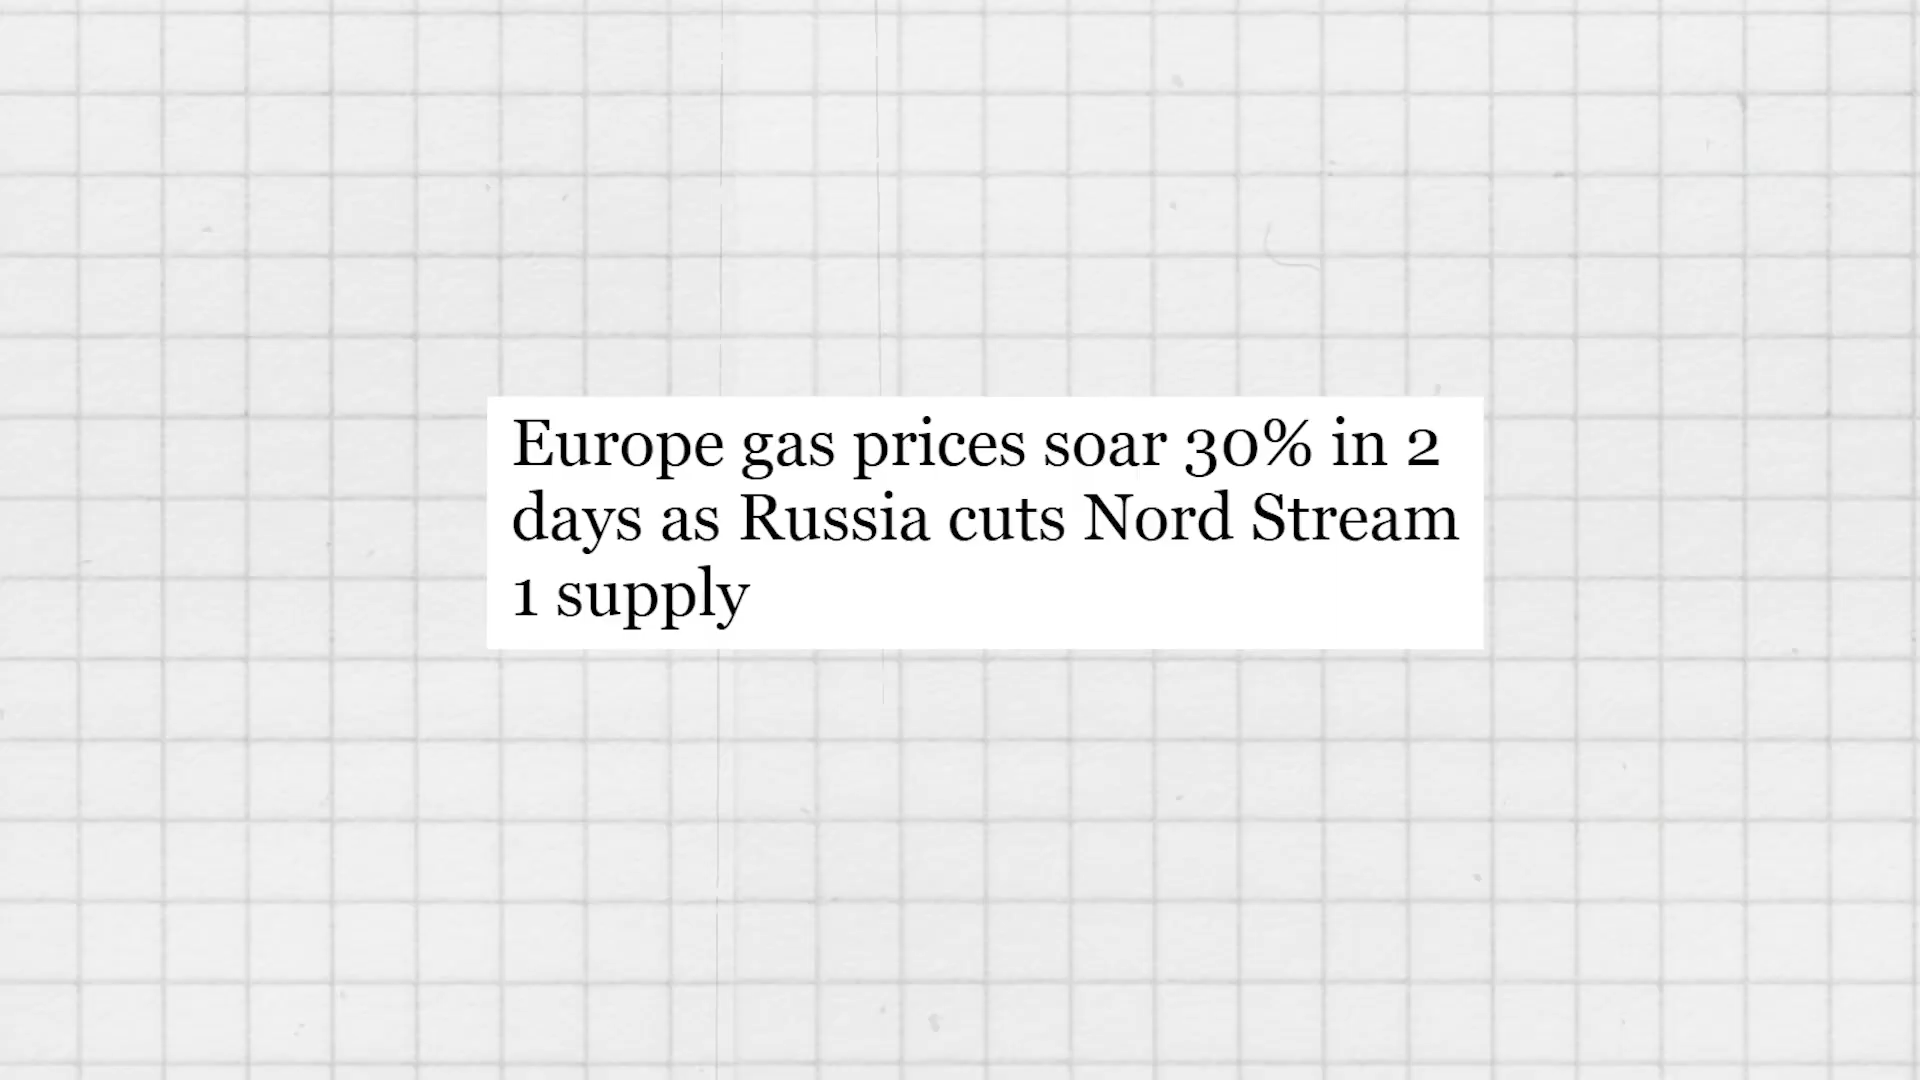 Europe gas prices soar 30% in 2
days as Russia cuts Nord Stream
1 supply